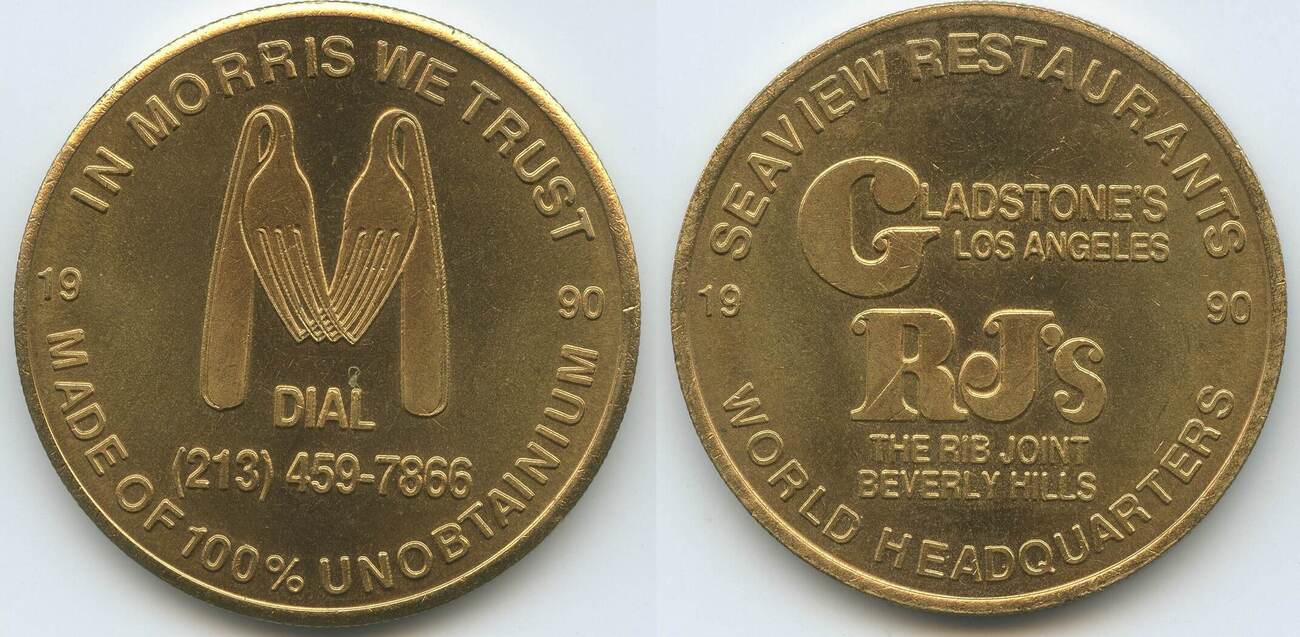 IN MORRIS WE TRUST
19 90
DIAL
(213) 459-7866
MADE OF 100% UNOBTAINIUM
SEAVIEW RESTAURANTS
GLADSTONE'S
LOS ANGELES
19 90
RJ's
THE RIB JOINT
BEVERLY HILLS
WORLD HEADQUARTERS